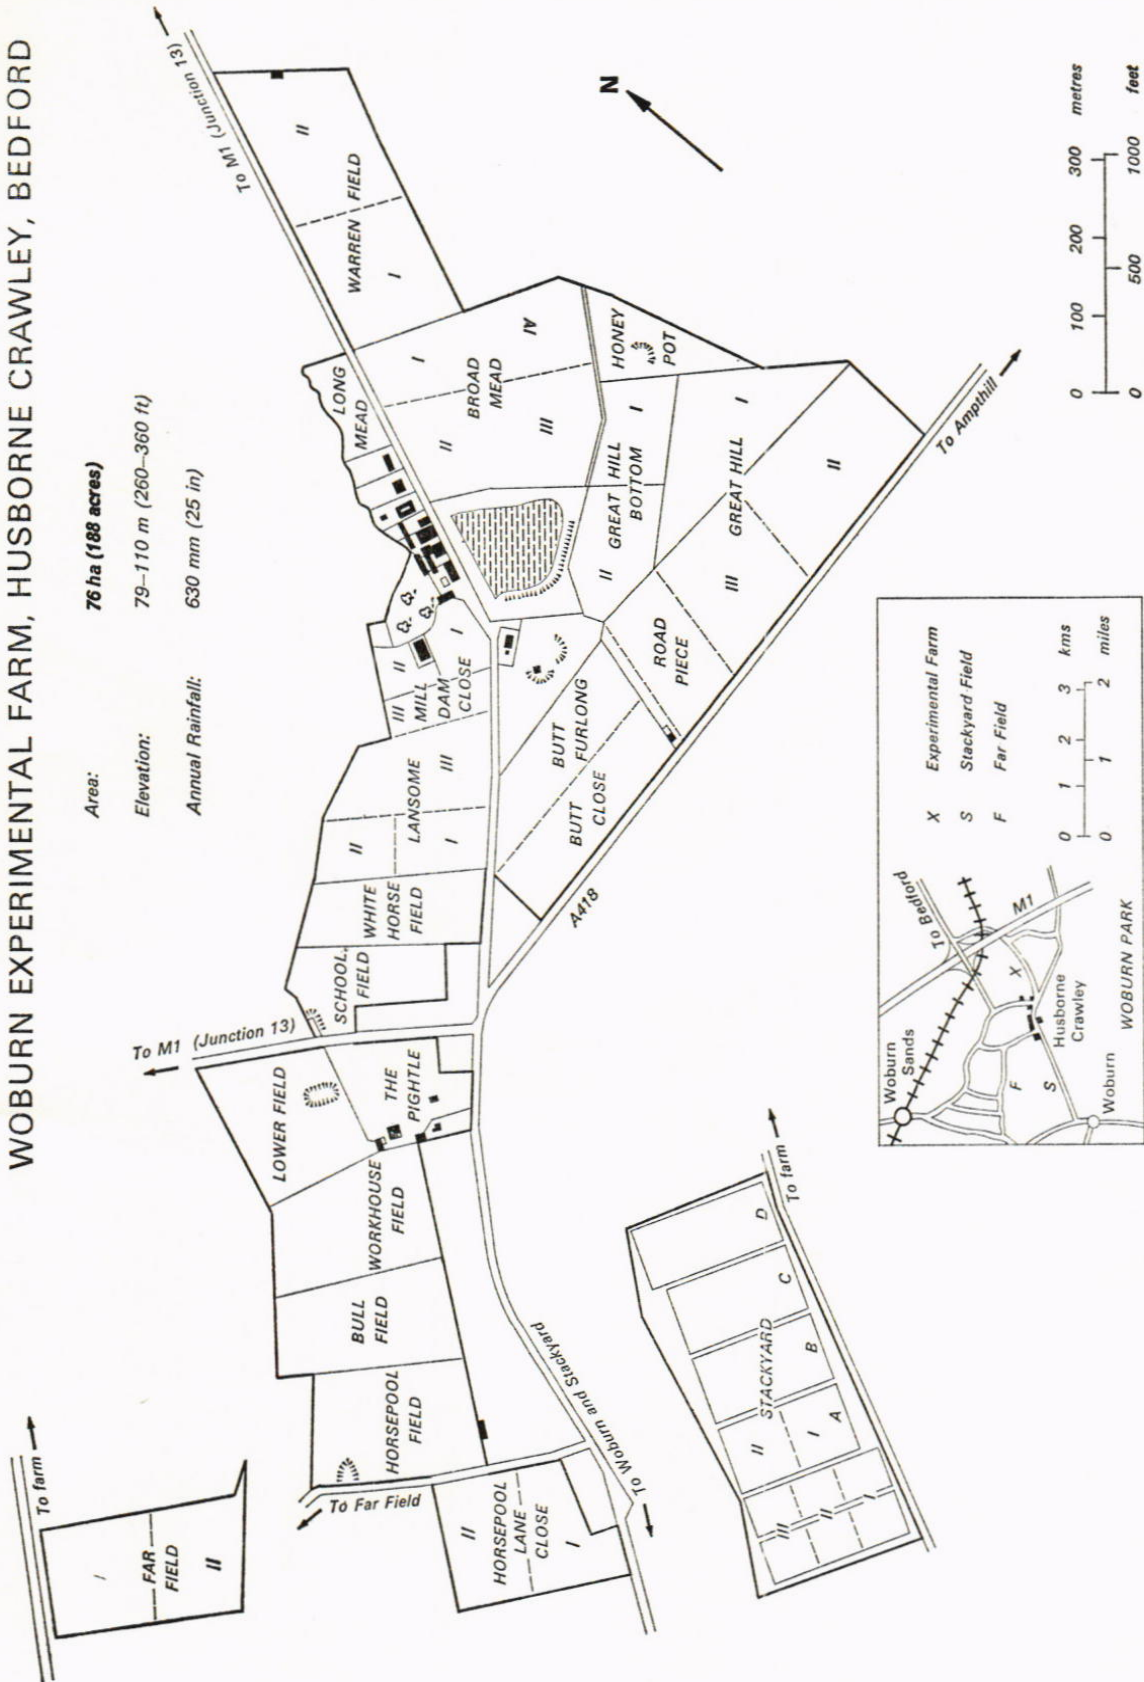 WOBURN EXPERIMENTAL FARM, HUSBORNE CRAWLEY, BEDFORD
Area: 76 ha (188 acres)
Elevation: 79–110 m (260–360 ft)
Annual Rainfall: 630 mm (25 in)
To farm
I
FAR
FIELD
II
To M1 (Junction 13)
LOWER FIELD
THE
PIGHTLE
WORKHOUSE
FIELD
BULL
FIELD
HORSEPOOL
FIELD
To Far Field
II
HORSEPOOL
LANE
CLOSE
I
To Woburn and Stackyard
SCHOOL
FIELD
WHITE
HORSE
FIELD
II
LANSOME
I
III
III
II
MILL
DAM
CLOSE
I
LONG
MEAD
To M1 (Junction 13)
WARREN FIELD
I
II
BROAD
MEAD
I
II
III
IV
HONEY
POT
GREAT HILL
BOTTOM
I
II
GREAT HILL
I
II
III
ROAD
PIECE
BUTT
FURLONG
BUTT
CLOSE
A418
To Ampthill
N
STACKYARD
D
C
B
A
II
I
III
II
I
To farm
Woburn
Sands
To Bedford
M1
X
Husborne
Crawley
F
S
Woburn
WOBURN PARK
X Experimental Farm
S Stackyard Field
F Far Field
0 1 2 3 kms
0 1 2 miles
0 100 200 300 metres
0 500 1000 feet